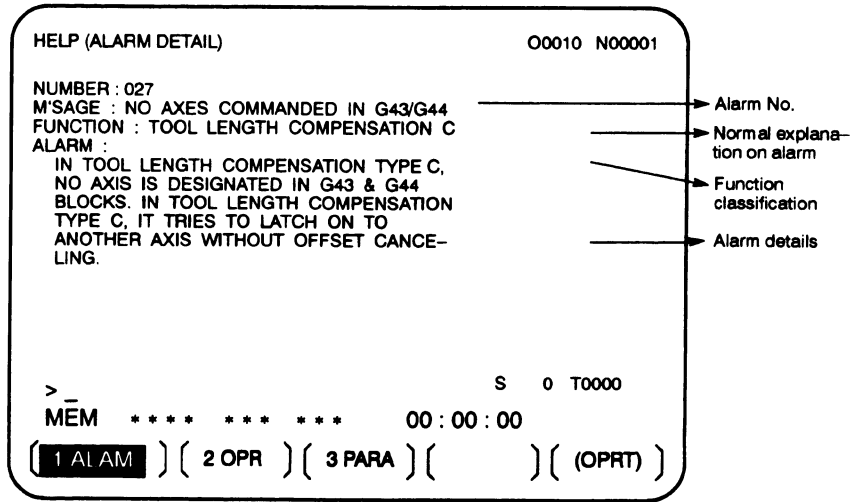 HELP (ALARM DETAIL) O0010 N00001
NUMBER : 027
M'SAGE : NO AXES COMMANDED IN G43/G44
FUNCTION : TOOL LENGTH COMPENSATION C
ALARM :
IN TOOL LENGTH COMPENSATION TYPE C,
NO AXIS IS DESIGNATED IN G43 & G44
BLOCKS. IN TOOL LENGTH COMPENSATION
TYPE C, IT TRIES TO LATCH ON TO
ANOTHER AXIS WITHOUT OFFSET CANCE–
LING.
Alarm No.
Normal explana–
tion on alarm
Function
classification
Alarm details
S 0 T0000
>_
MEM * * * * * * * * * * 00 : 00 : 00
[ 1 ALAM ] [ 2 OPR ] [ 3 PARA ] [ ] [ (OPRT) ]